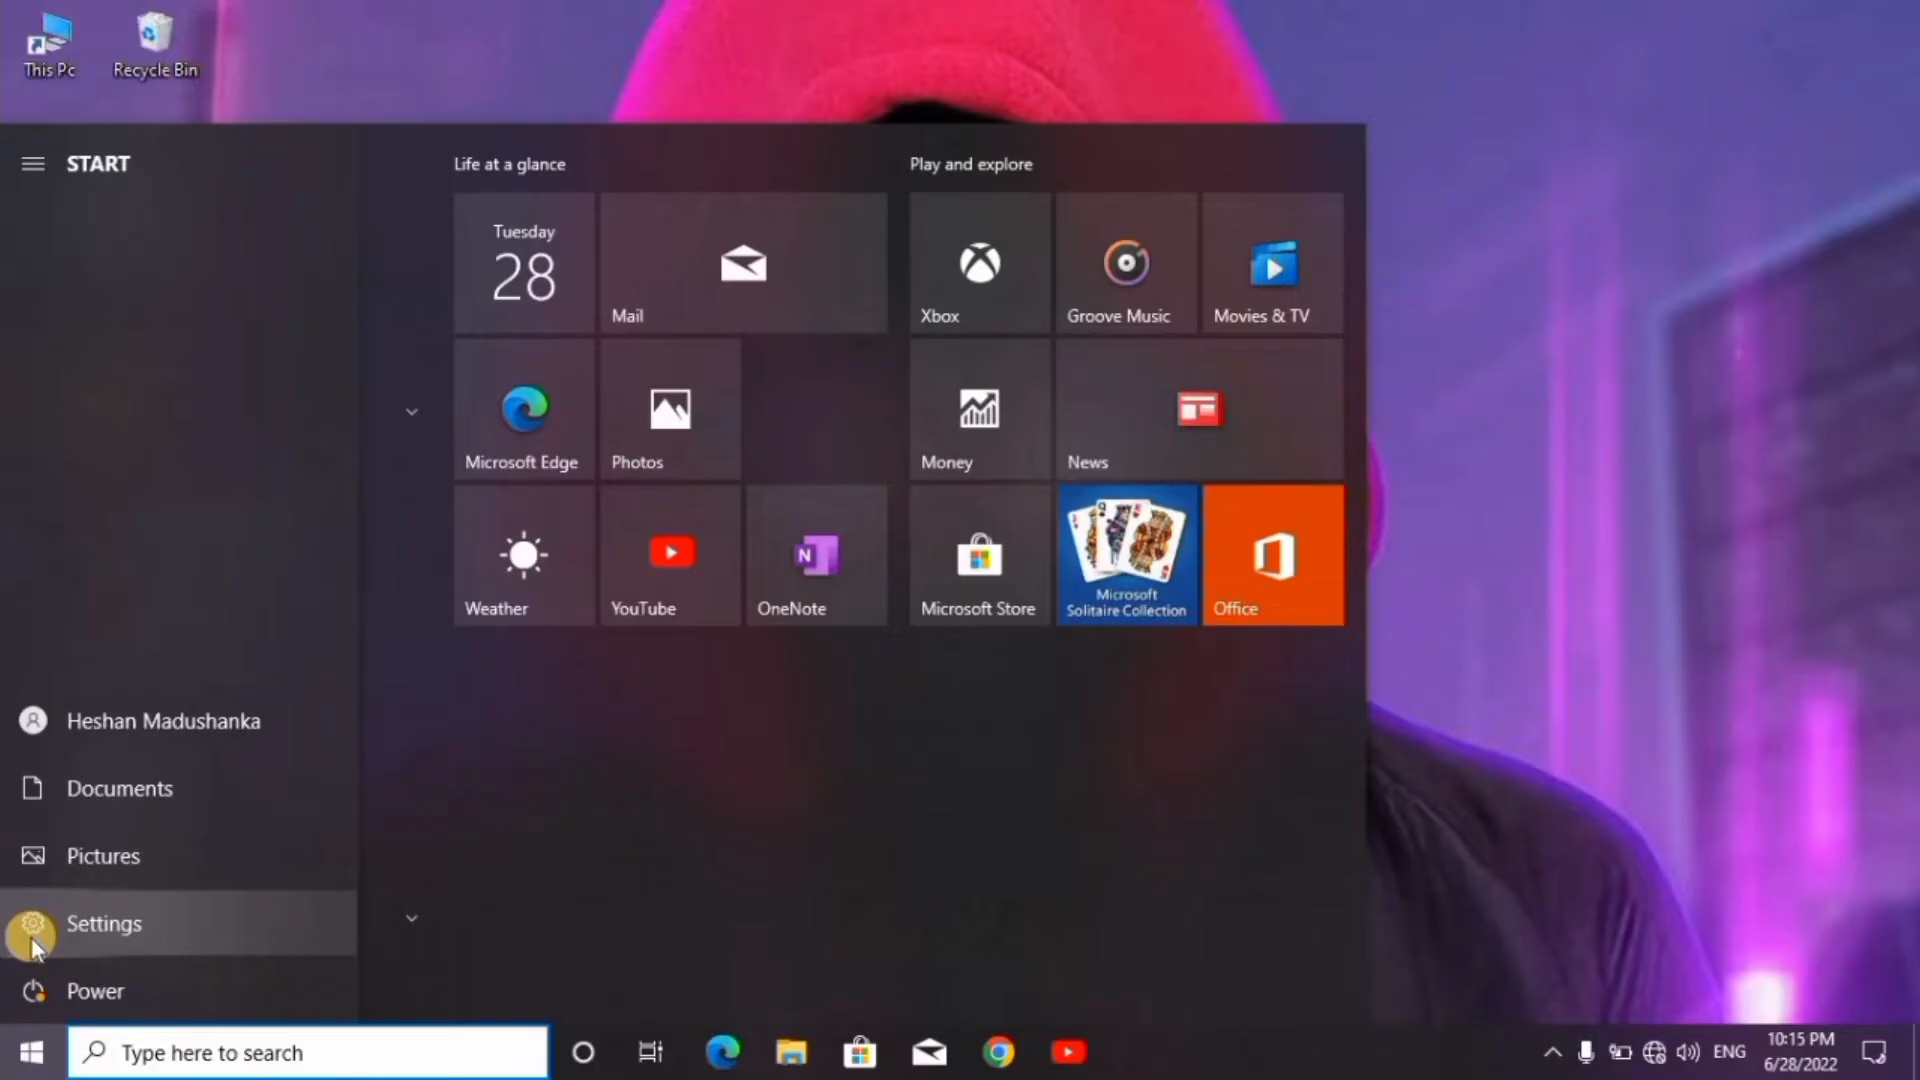 This Pc
Recycle Bin
START
Life at a glance
Play and explore
Tuesday
28
Mail
Xbox
Groove Music
Movies & TV
Microsoft Edge
Photos
Money
News
Weather
YouTube
OneNote
Microsoft Store
Microsoft
Solitaire Collection
Office
Heshan Madushanka
Documents
Pictures
Settings
Power
Type here to search
ENG
10:15 PM
6/28/2022